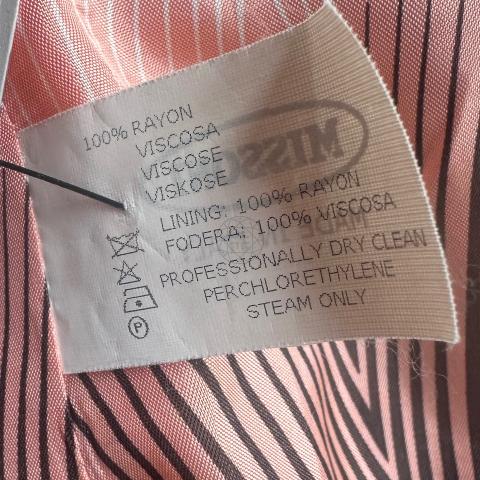 100% RAYON
VISCOSA
VISCOSE
VISKOSE
LINING: 100% RAYON
FODERA: 100% VISCOSA
PROFESSIONALLY DRY CLEAN
PERCHLORETHYLENE
STEAM ONLY
P